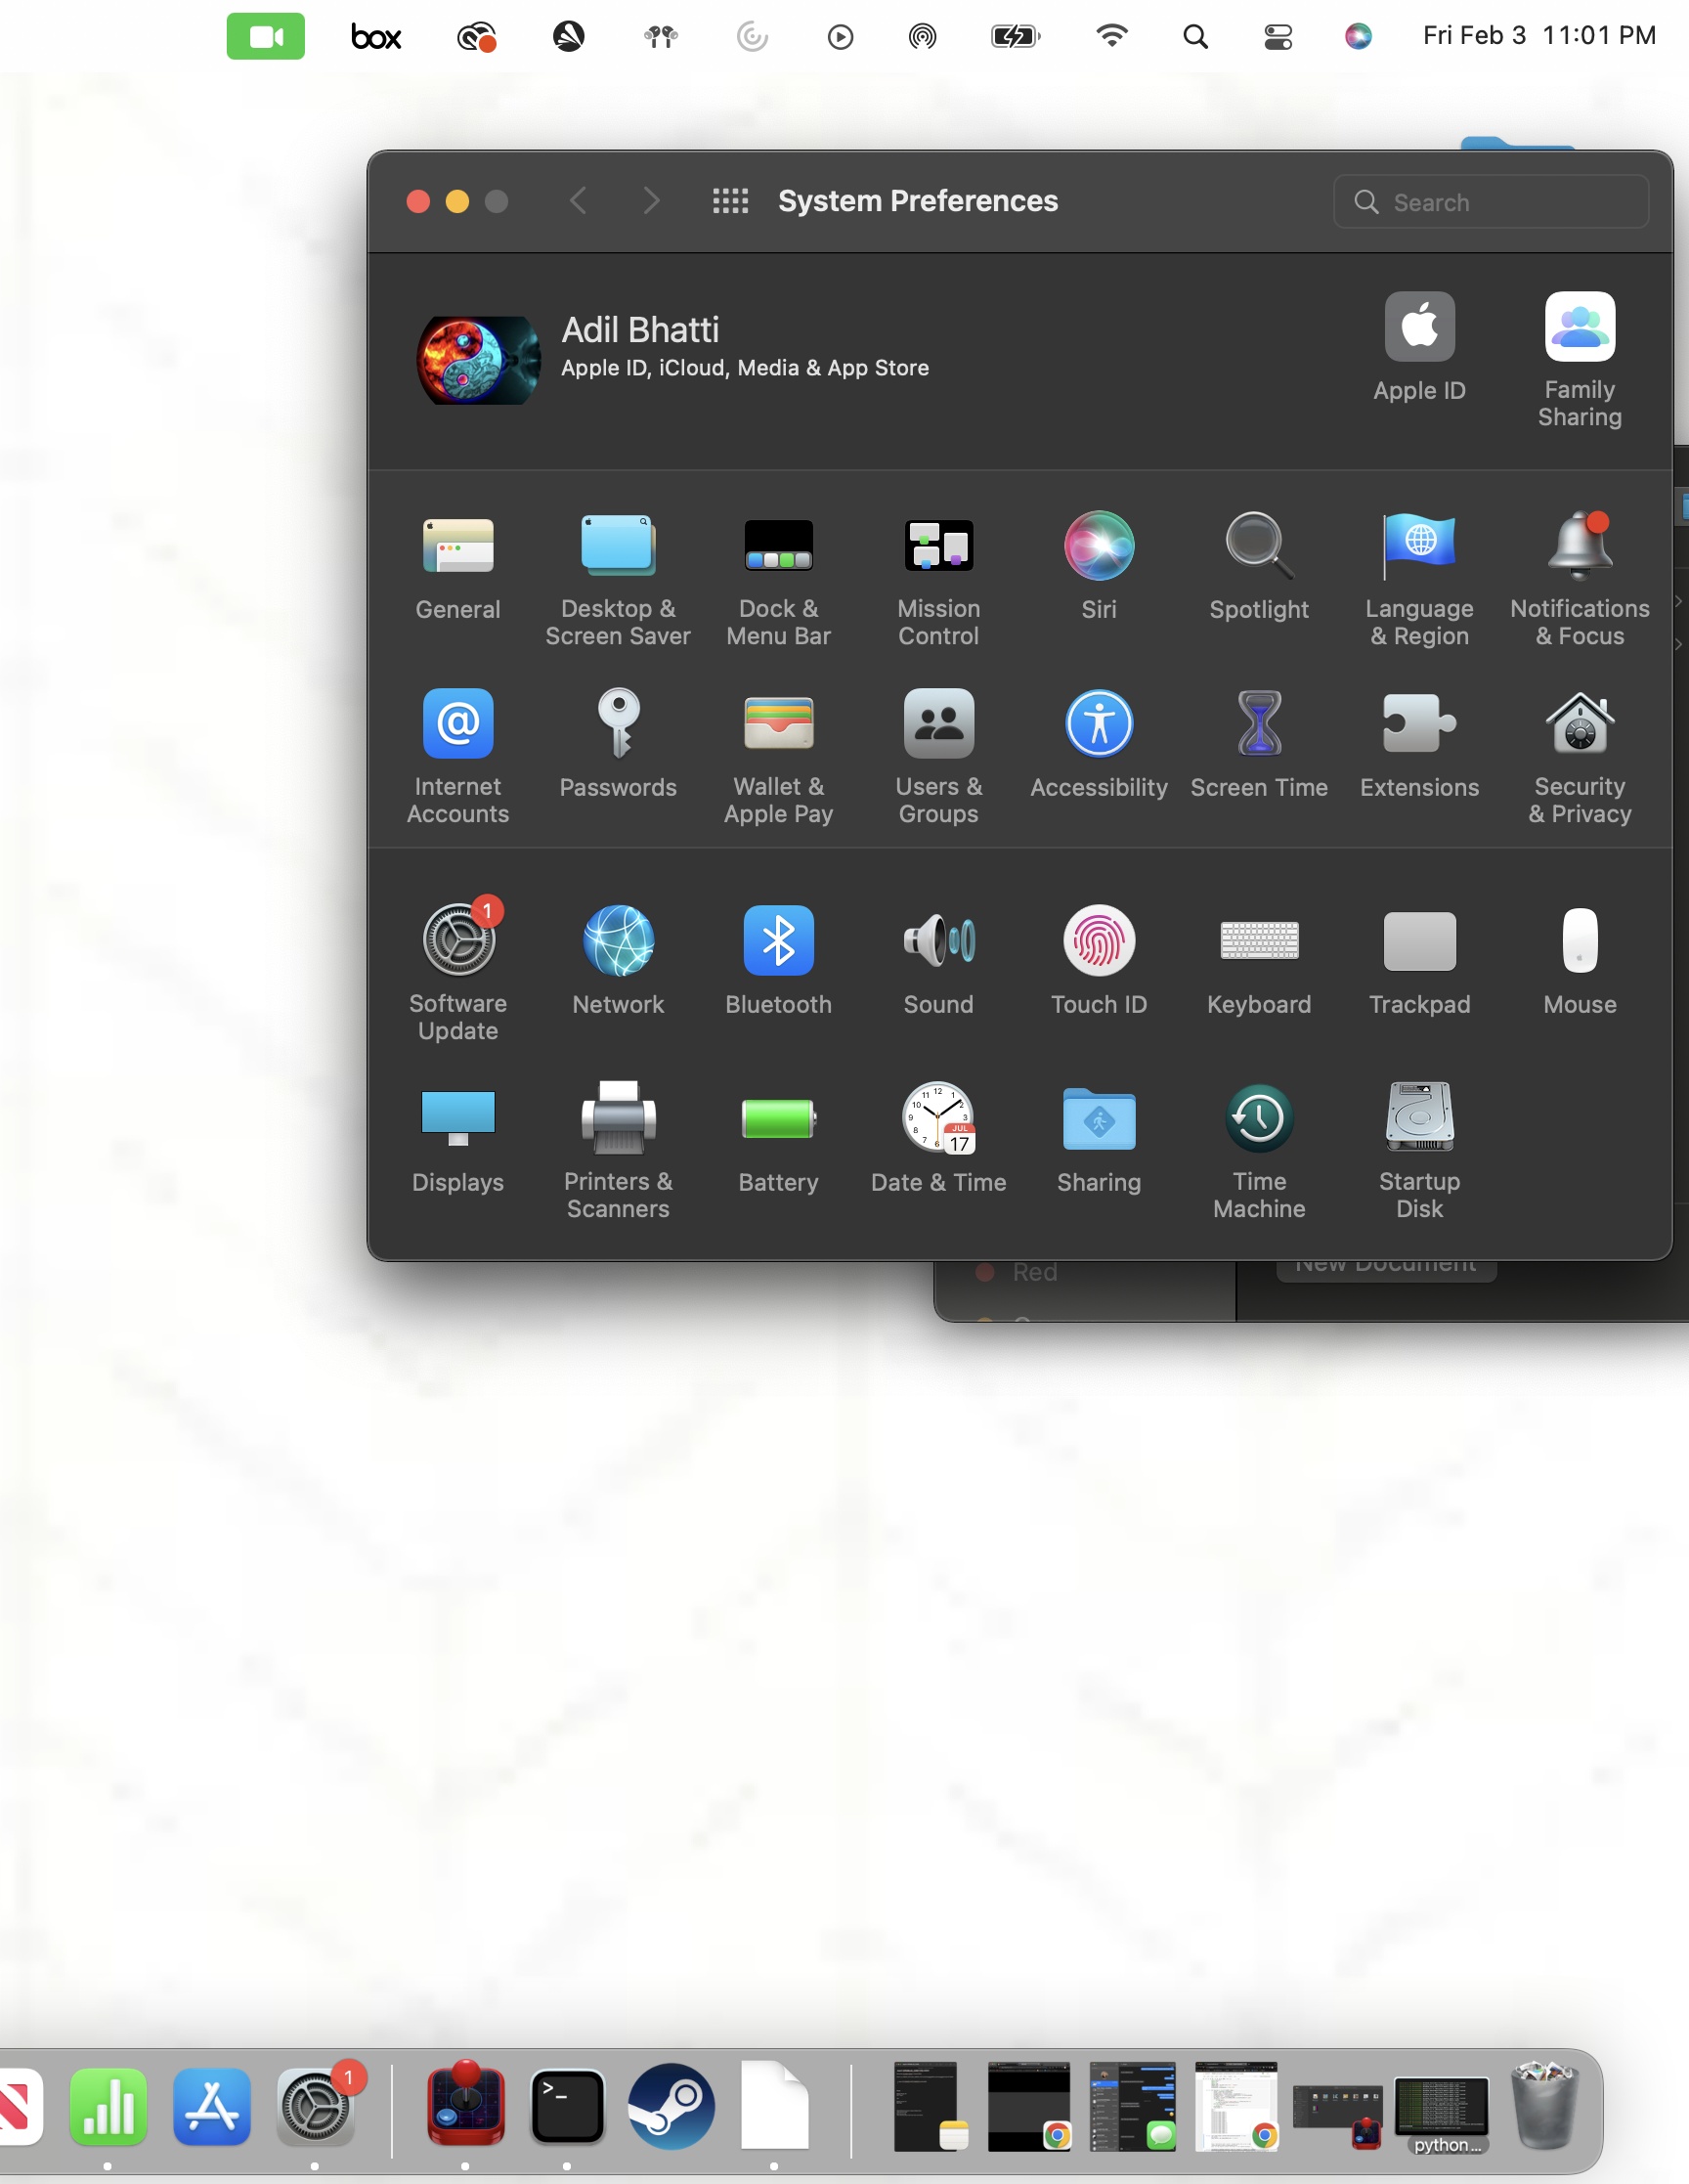 box
Fri Feb 3 11:01 PM
System Preferences
Search
Adil Bhatti
Apple ID, iCloud, Media & App Store
Apple ID
Family
Sharing
General
Desktop &
Screen Saver
Dock &
Menu Bar
Mission
Control
Siri
Spotlight
Language
& Region
Notifications
& Focus
Internet
Accounts
Passwords
Wallet &
Apple Pay
Users &
Groups
Accessibility
Screen Time
Extensions
Security
& Privacy
1
Software
Update
Network
Bluetooth
Sound
Touch ID
Keyboard
Trackpad
Mouse
Displays
Printers &
Scanners
Battery
JUL
17
Date & Time
Sharing
Time
Machine
Startup
Disk
Red
New Document
1
>_
python...